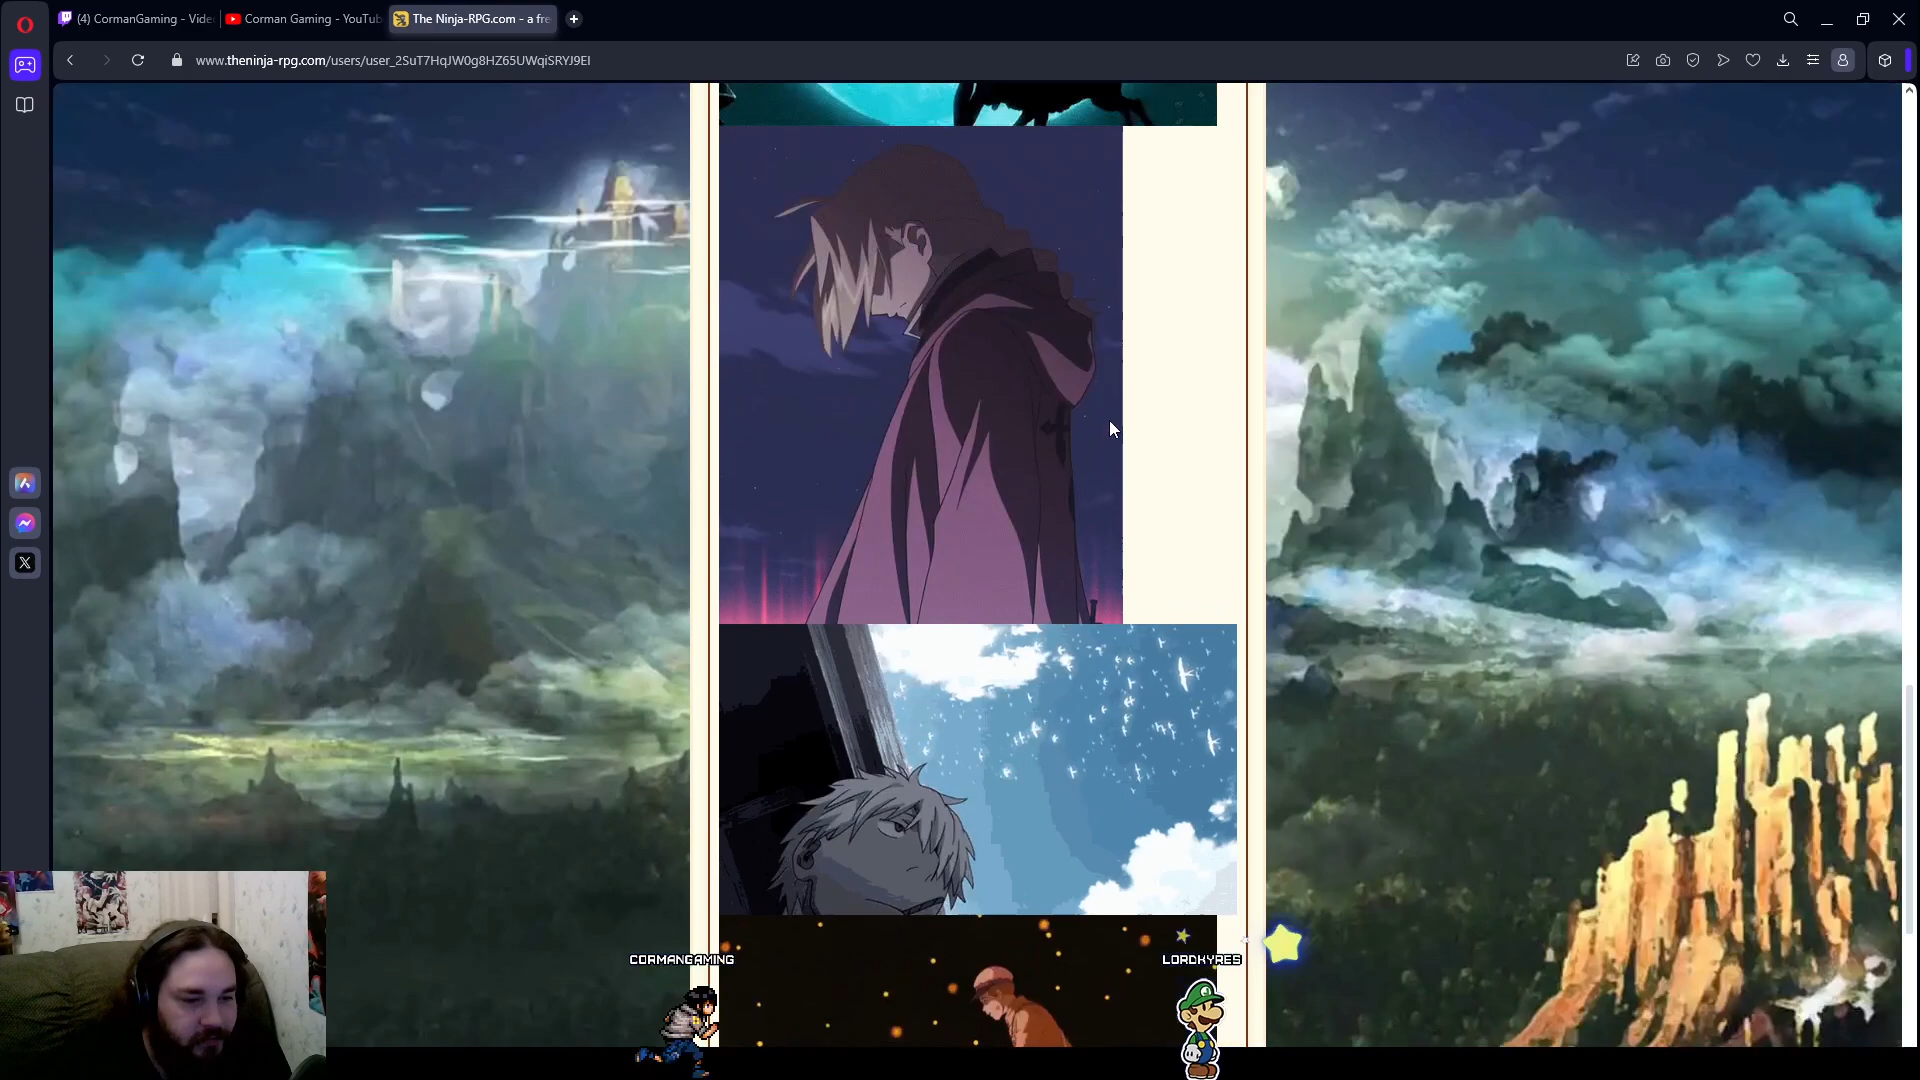 (4) CormanGaming - Vide
Corman Gaming - YouTub
The Ninja-RPG.com - a fre
www.theninja-rpg.com/users/user_2SuT7HqJW0g8HZ65UWqiSRYJ9EI
CORMANGAMING
LORDKYRES